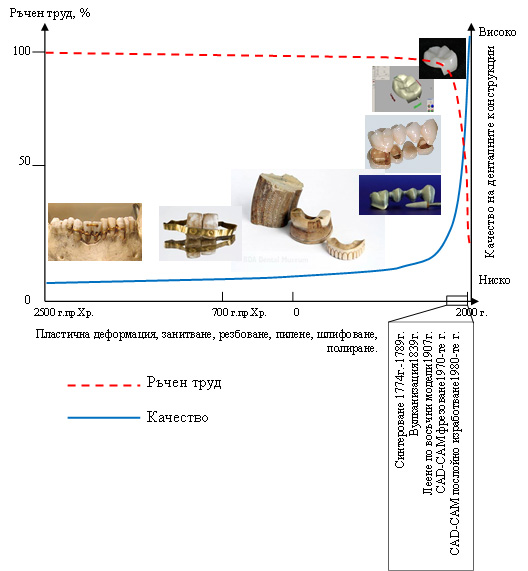 Ръчен труд, %
Високо
100
50
0
Качество на денталните конструкции
Ниско
2500 г.пр.Хр.
700 г.пр.Хр.
0
2000 г.
Пластична деформация, занитване, резбоване, пилене, шлифоване,
полиране.
Ръчен труд
Качество
Синтероване 1774г.-1789г.
Вулканизация1839г.
Леене по восъчни модели1907г.
CAD-CAM фрезоване1970-те г.
CAD-CAM послойно изработване1980-те г.